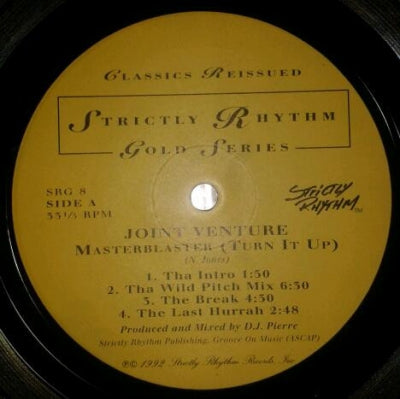 Classics Reissued
Strictly Rhythm
Gold Series
SRG 8
SIDE A
33⅓ RPM
STRICTLY
RHYTHM™
JOINT VENTURE
Masterblaster (Turn It Up)
(N. Jones)
1. Tha Intro 1:50
2. Tha Wild Pitch Mix 6:30
3. The Break 4:30
4. The Last Hurrah 2:48
Produced and Mixed by D.J. Pierre
Strictly Rhythm Publishing, Groove On Music (ASCAP)
℗© 1992 Strictly Rhythm Records, Inc